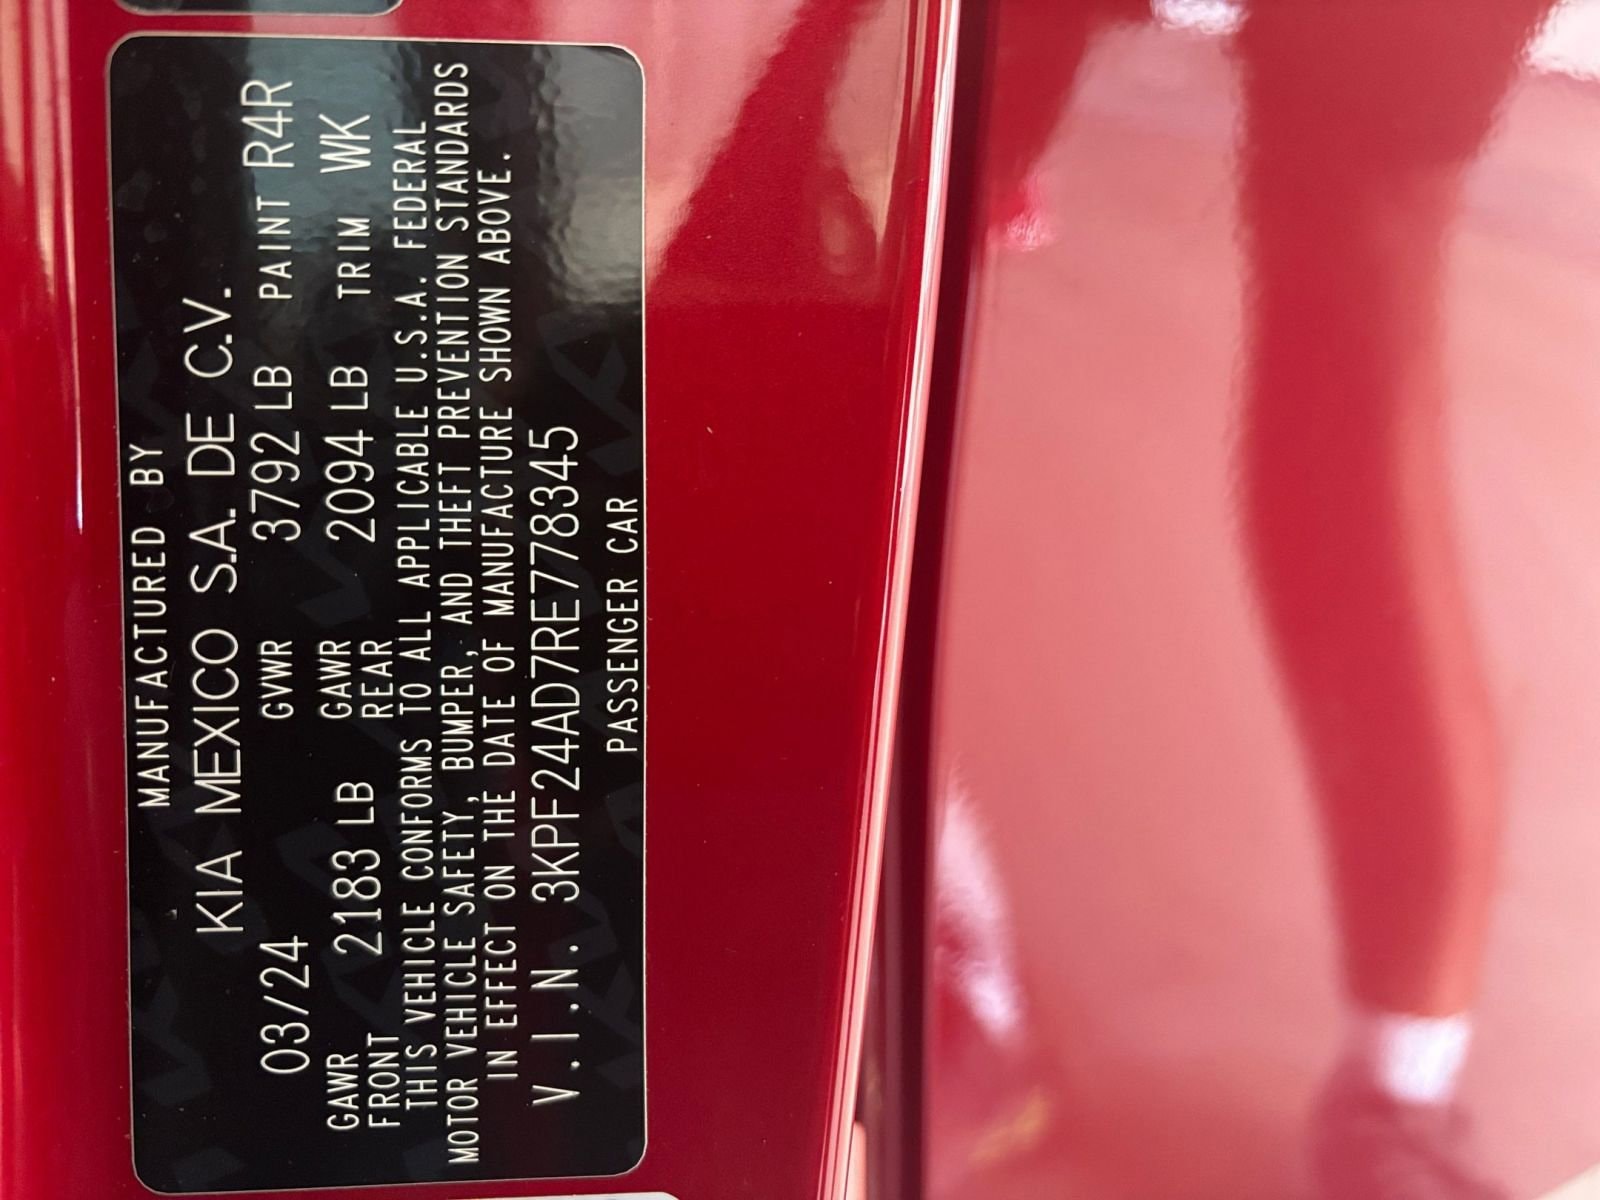 MANUFACTURED BY
KIA MEXICO S.A. DE C.V.
03/24 GVWR 3792 LB PAINT R4R
GAWR FRONT 2183 LB GAWR REAR 2094 LB TRIM WK
THIS VEHICLE CONFORMS TO ALL APPLICABLE U.S.A. FEDERAL
MOTOR VEHICLE SAFETY, BUMPER, AND THEFT PREVENTION STANDARDS
IN EFFECT ON THE DATE OF MANUFACTURE SHOWN ABOVE.
V.I.N. 3KPF24AD7RE778345
PASSENGER CAR